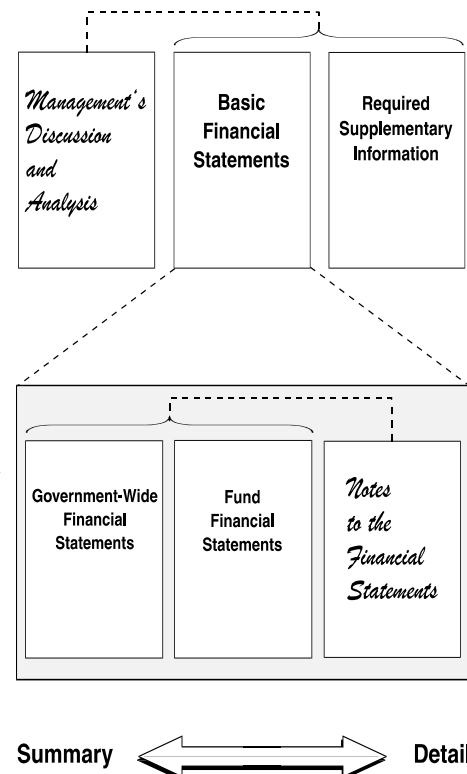 Management's
Discussion
and
Analysis
Basic
Financial
Statements
Required
Supplementary
Information
Government-Wide
Financial
Statements
Fund
Financial
Statements
Notes
to the
Financial
Statements
Summary
Detail